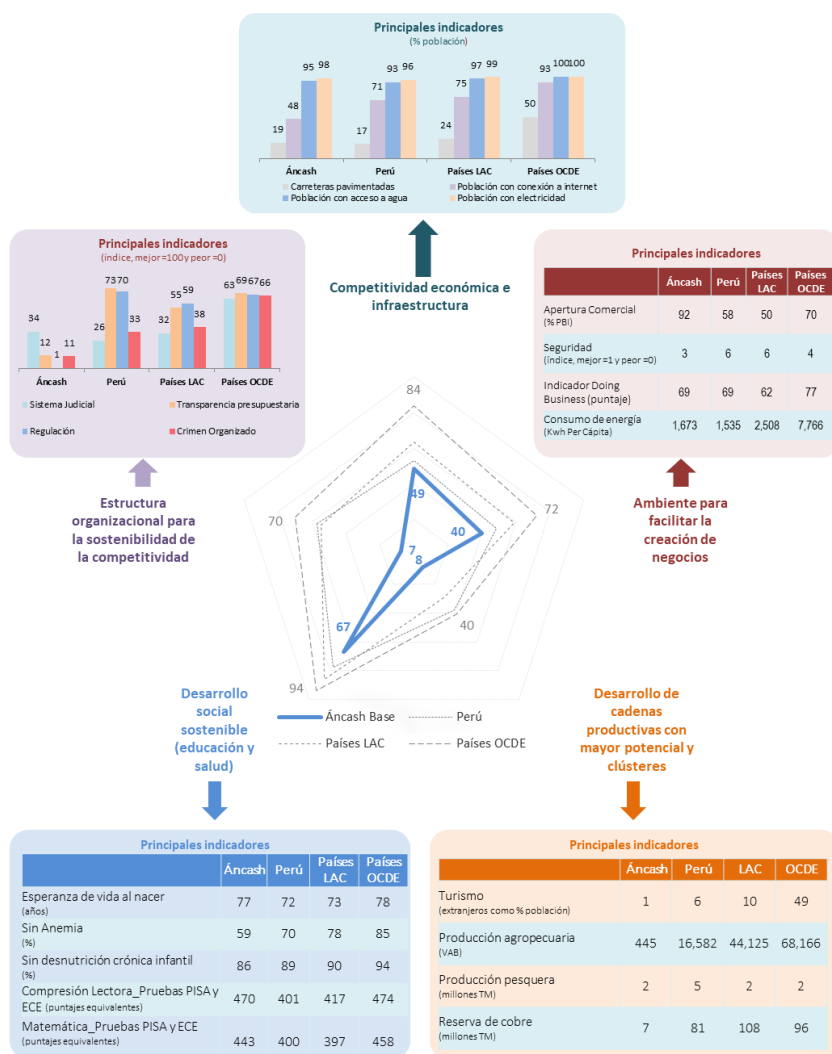 Principales indicadores
(% población)
95 98
93 96
97 99
93 100 100
48
71
75
50
19
17
24
Áncash Perú Países LAC Países OCDE
Carreteras pavimentadas Población con conexión a internet
Población con acceso a agua Población con electricidad
Principales indicadores
(índice, mejor =100 y peor =0)
34 12 1 11
26 73 70 33
32 55 59 38
63 69 67 66
Áncash Perú Países LAC Países OCDE
Sistema Judicial Transparencia presupuestaria
Regulación Crimen Organizado
Competitividad económica e
infraestructura
Principales indicadores
Áncash Perú Países LAC Países OCDE
Apertura Comercial (% PBI) 92 58 50 70
Seguridad (índice, mejor =1 y peor =0) 3 6 6 4
Indicador Doing Business (puntaje) 69 69 62 77
Consumo de energía (Kwh Per Cápita) 1,673 1,535 2,508 7,766
Estructura
organizacional para
la sostenibilidad de
la competitividad
Ambiente para
facilitar la
creación de
negocios
84
49
72
40
70
7
8
40
67
94
Áncash Base Perú
Países LAC Países OCDE
Desarrollo
social
sostenible
(educación y
salud)
Desarrollo de
cadenas
productivas con
mayor potencial y
clústeres
Principales indicadores
Áncash Perú Países LAC Países OCDE
Esperanza de vida al nacer (años) 77 72 73 78
Sin Anemia (%) 59 70 78 85
Sin desnutrición crónica infantil (%) 86 89 90 94
Compresión Lectora_Pruebas PISA y ECE (puntajes equivalentes) 470 401 417 474
Matemática_Pruebas PISA y ECE (puntajes equivalentes) 443 400 397 458
Principales indicadores
Áncash Perú LAC OCDE
Turismo (extranjeros como % población) 1 6 10 49
Producción agropecuaria (VAB) 445 16,582 44,125 68,166
Producción pesquera (millones TM) 2 5 2 2
Reserva de cobre (millones TM) 7 81 108 96